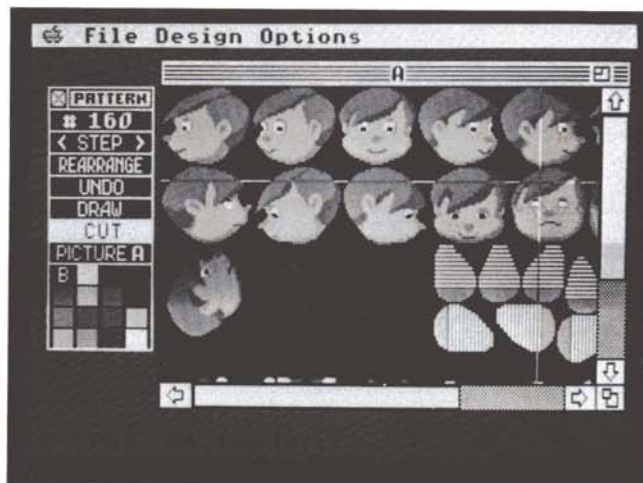 File Design Options
A
PATTERN
# 160
< STEP >
REARRANGE
UNDO
DRAW
CUT
PICTURE A
B